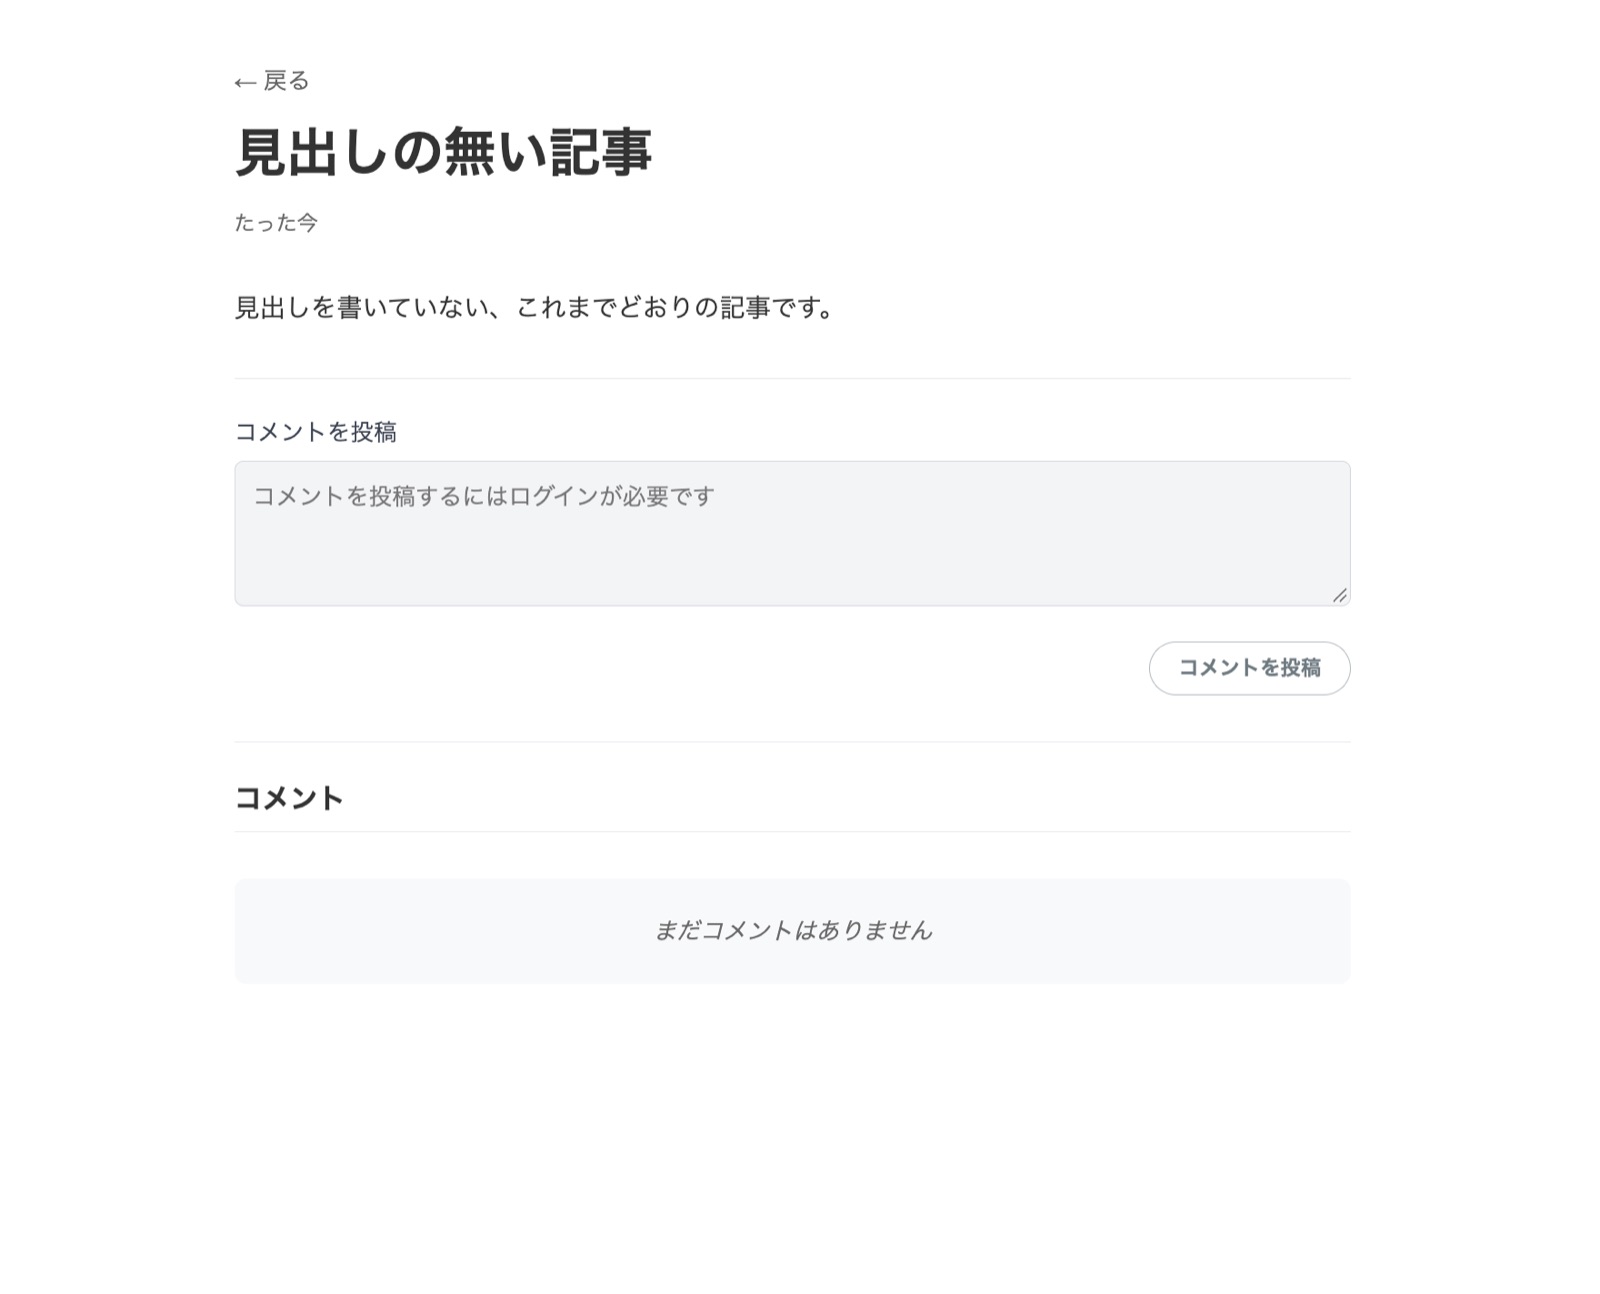 ← 戻る
見出しの無い記事
たった今
見出しを書いていない、これまでどおりの記事です。
コメントを投稿
コメントを投稿するにはログインが必要です
コメントを投稿
コメント
まだコメントはありません